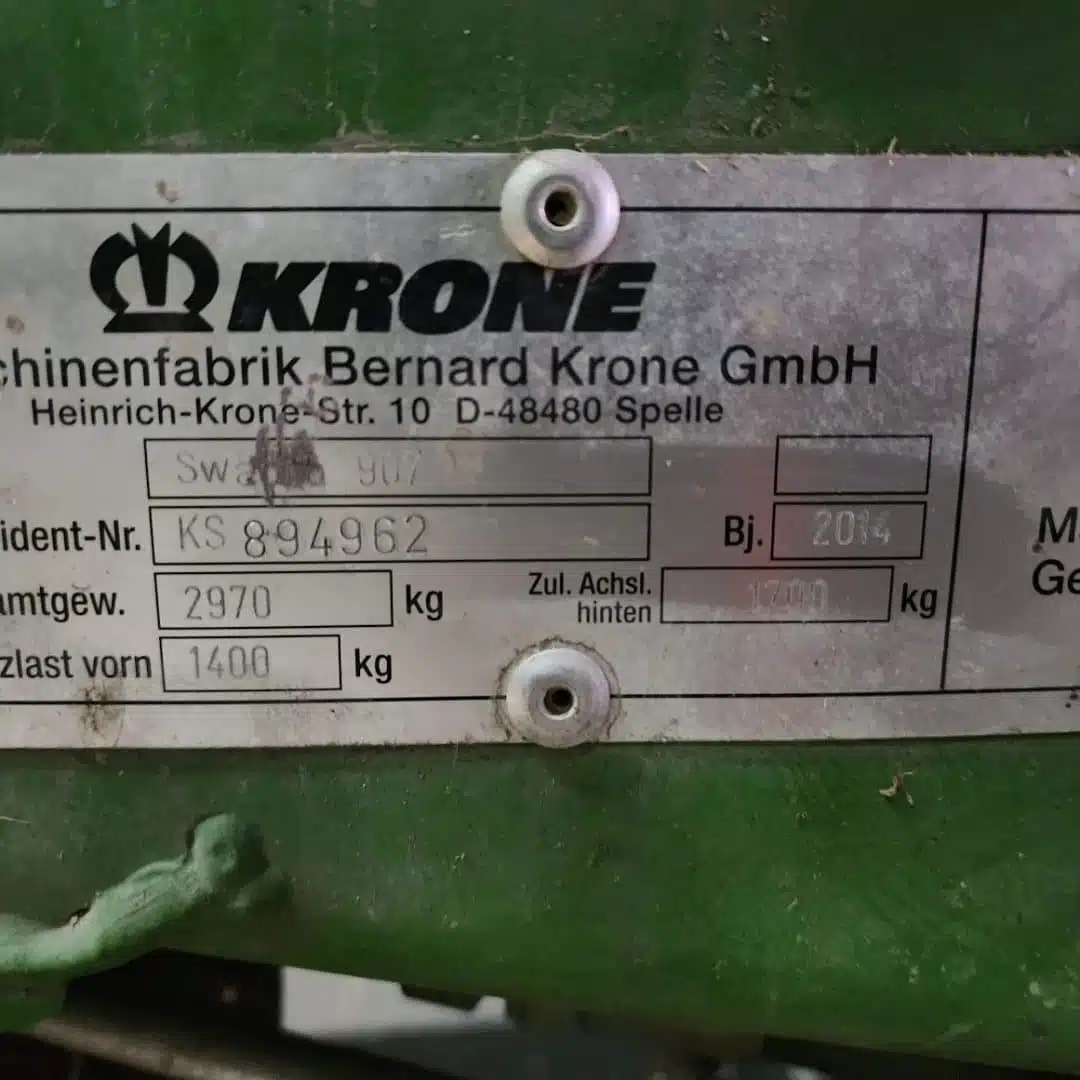 KRONE
chinenfabrik Bernard Krone GmbH
Heinrich-Krone-Str. 10 D-48480 Spelle
907
ident-Nr. KS 894962 Bj. 2014
amtgew. 2970 kg Zul. Achsl. hinten kg
zlast vorn 1400 kg
M
Ge